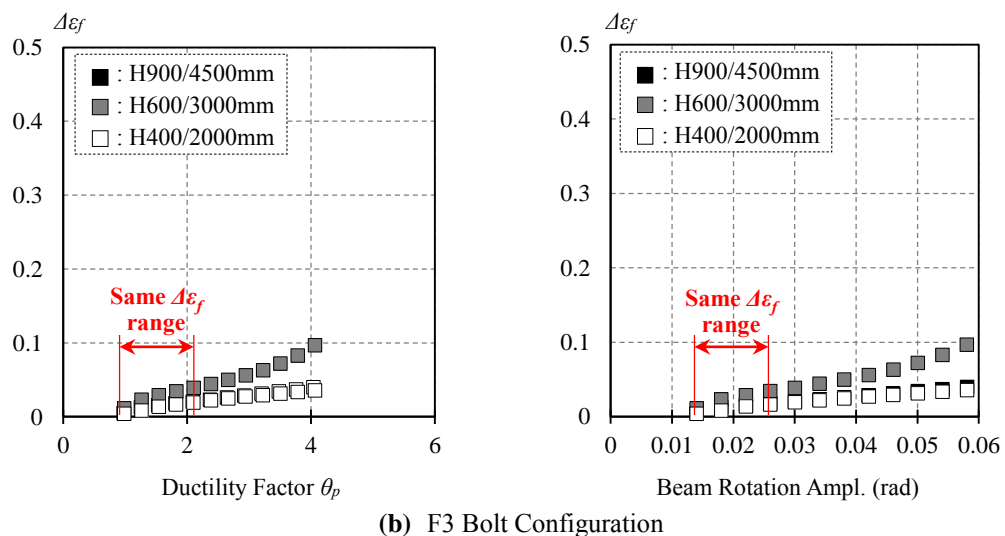 Δεf
0.5
0.4
0.3
0.2
0.1
0
: H900/4500mm
: H600/3000mm
: H400/2000mm
Same Δεf
range
0 2 4 6
Ductility Factor θp
Δεf
0.5
0.4
0.3
0.2
0.1
0
: H900/4500mm
: H600/3000mm
: H400/2000mm
Same Δεf
range
0 0.01 0.02 0.03 0.04 0.05 0.06
Beam Rotation Ampl. (rad)
(b) F3 Bolt Configuration